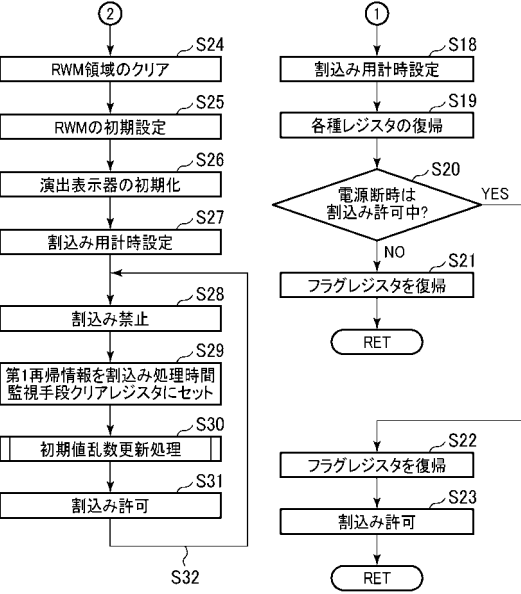 2
S24
RWM領域のクリア
S25
RWMの初期設定
S26
演出表示器の初期化
S27
割込み用計時設定
S28
割込み禁止
S29
第1再帰情報を割込み処理時間
監視手段クリアレジスタにセット
S30
初期値乱数更新処理
S31
割込み許可
S32
1
S18
割込み用計時設定
S19
各種レジスタの復帰
S20
電源断時は
割込み許可中?
YES
NO
S21
フラグレジスタを復帰
RET
S22
フラグレジスタを復帰
S23
割込み許可
RET